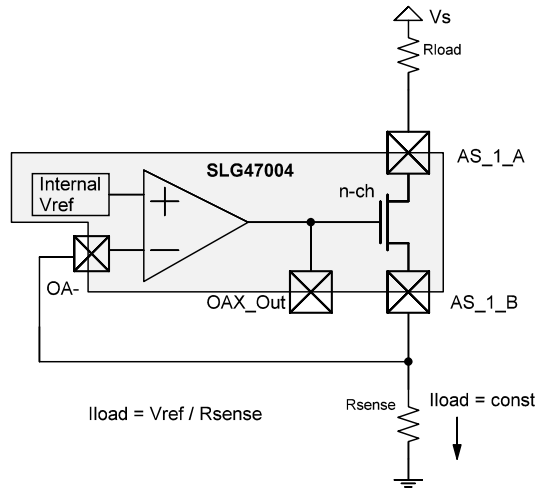 Vs
Rload
SLG47004
AS_1_A
Internal
Vref
n-ch
+
−
OA-
OAX_Out
AS_1_B
Iload = Vref / Rsense
Rsense
Iload = const